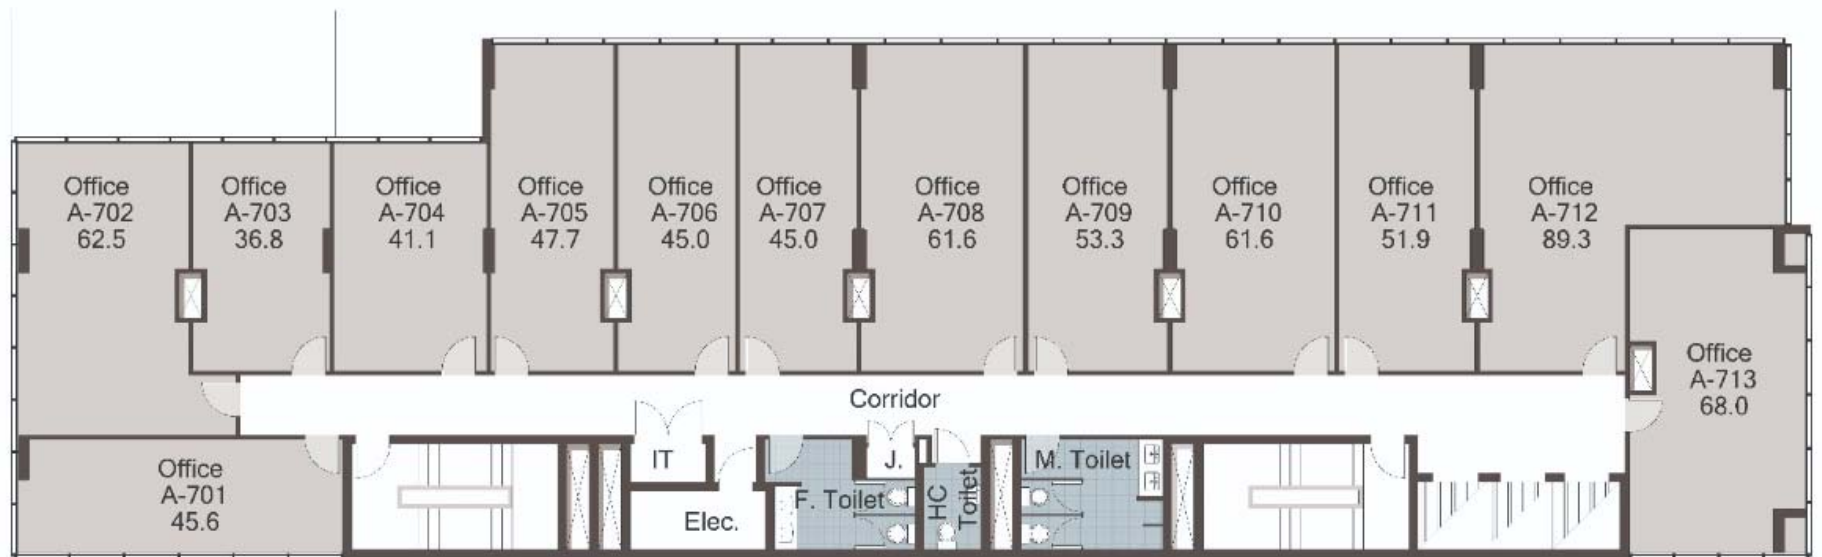 Office
A-702
62.5
Office
A-703
36.8
Office
A-704
41.1
Office
A-705
47.7
Office
A-706
45.0
Office
A-707
45.0
Office
A-708
61.6
Office
A-709
53.3
Office
A-710
61.6
Office
A-711
51.9
Office
A-712
89.3
Office
A-713
68.0
Corridor
Office
A-701
45.6
IT
Elec.
F. Toilet
J.
HC
Toilet
M. Toilet